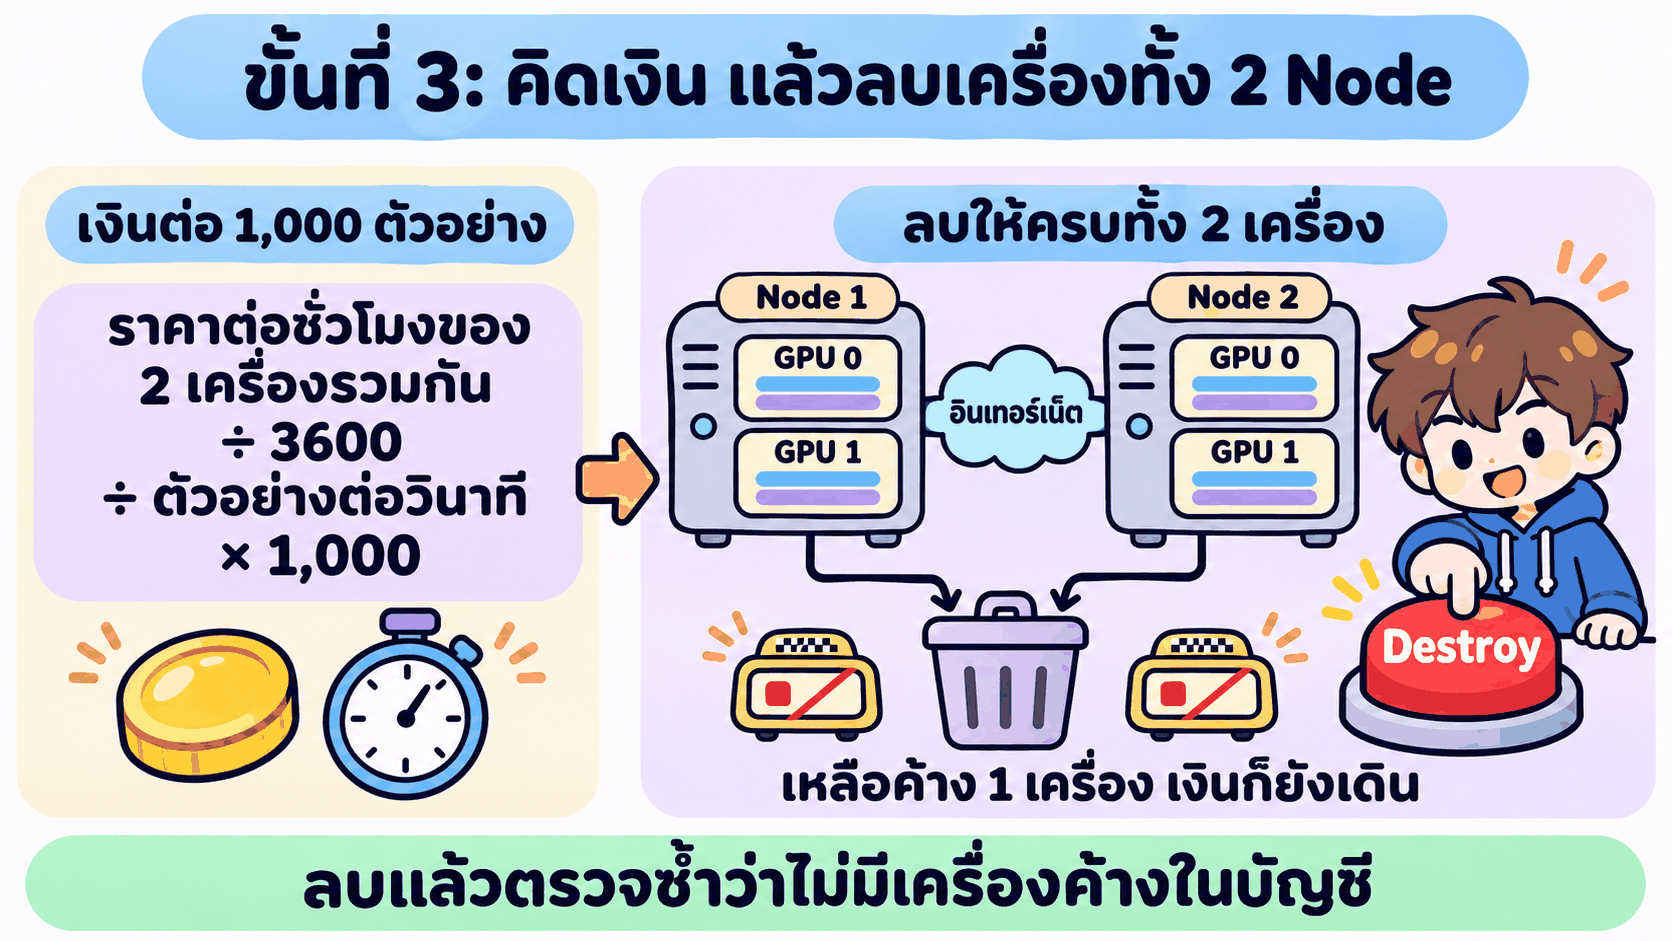 ขั้นที่ 3: คิดเงิน แล้วลบเครื่องทั้ง 2 Node
เงินต่อ 1,000 ตัวอย่าง
ราคาต่อชั่วโมงของ
2 เครื่องรวมกัน
÷ 3600
÷ ตัวอย่างต่อวินาที
× 1,000
ลบให้ครบทั้ง 2 เครื่อง
Node 1
GPU 0
GPU 1
อินเทอร์เน็ต
Node 2
GPU 0
GPU 1
Destroy
เหลือค้าง 1 เครื่อง เงินก็ยังเดิน
ลบแล้วตรวจซ้ำว่าไม่มีเครื่องค้างในบัญชี